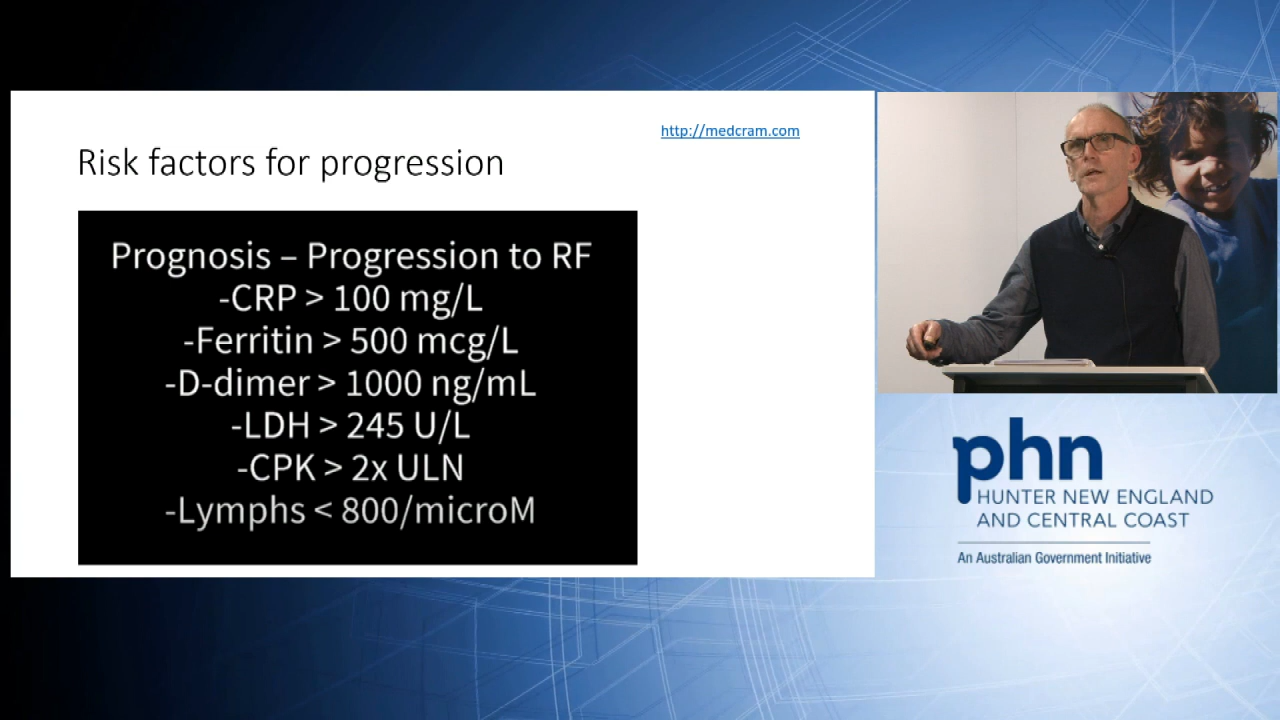 http://medcram.com
Risk factors for progression
Prognosis – Progression to RF
-CRP > 100 mg/L
-Ferritin > 500 mcg/L
-D-dimer > 1000 ng/mL
-LDH > 245 U/L
-CPK > 2x ULN
-Lymphs < 800/microM
phn
HUNTER NEW ENGLAND
AND CENTRAL COAST
An Australian Government Initiative